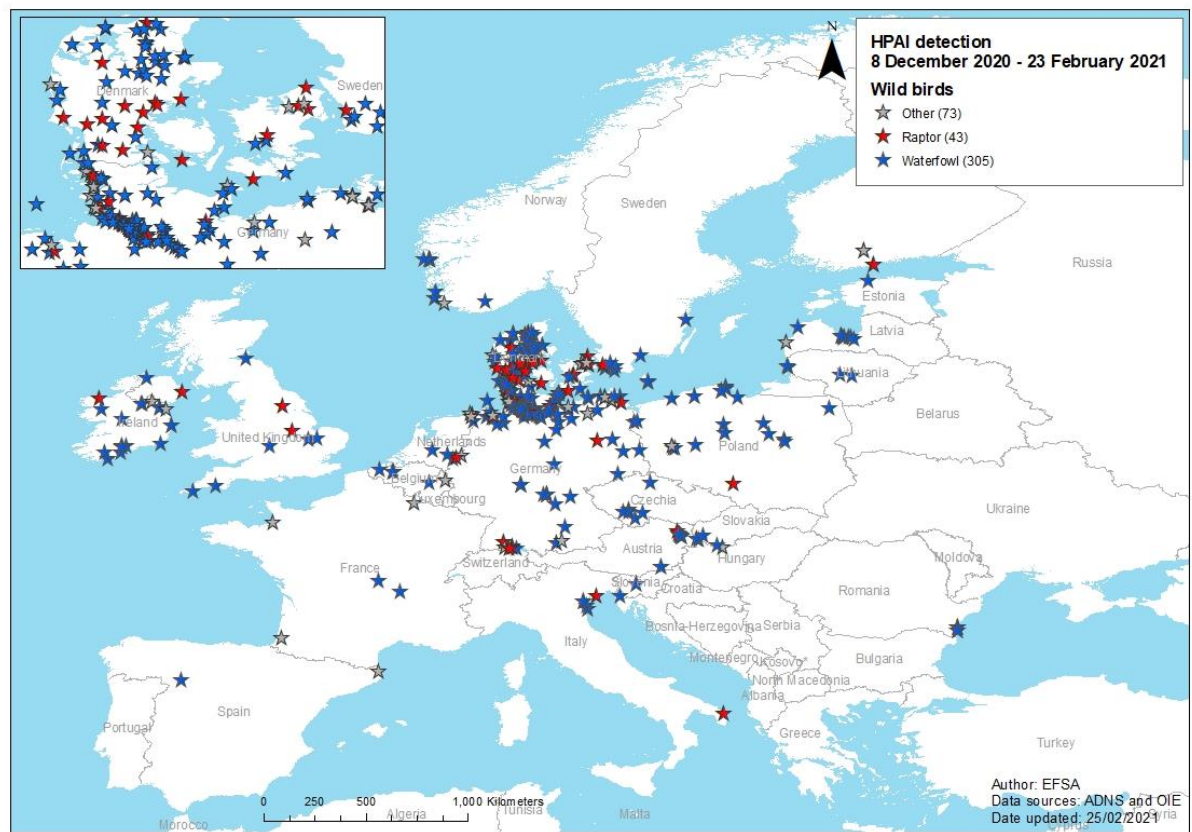 Denmark
Sweden
Germany
N
HPAI detection
8 December 2020 - 23 February 2021
Wild birds
Other (73)
Raptor (43)
Waterfowl (305)
Norway
Sweden
Russia
Estonia
Latvia
Lithuania
Denmark
Belarus
Ireland
United Kingdom
Netherlands
Poland
Belgium
Germany
Luxembourg
Czechia
Ukraine
Slovakia
Austria
Hungary
Moldova
France
Switzerland
Slovenia
Croatia
Romania
Bosnia-Herzegovina
Serbia
Italy
Montenegro
Kosovo*
Bulgaria
North Macedonia
Albania
Portugal
Spain
Greece
Turkey
0 250 500 1,000 Kilometers
Algeria
Tunisia
Malta
Morocco
Author: EFSA
Data sources: ADNS and OIE
Data updated: 25/02/2021
Cyprus
Syria